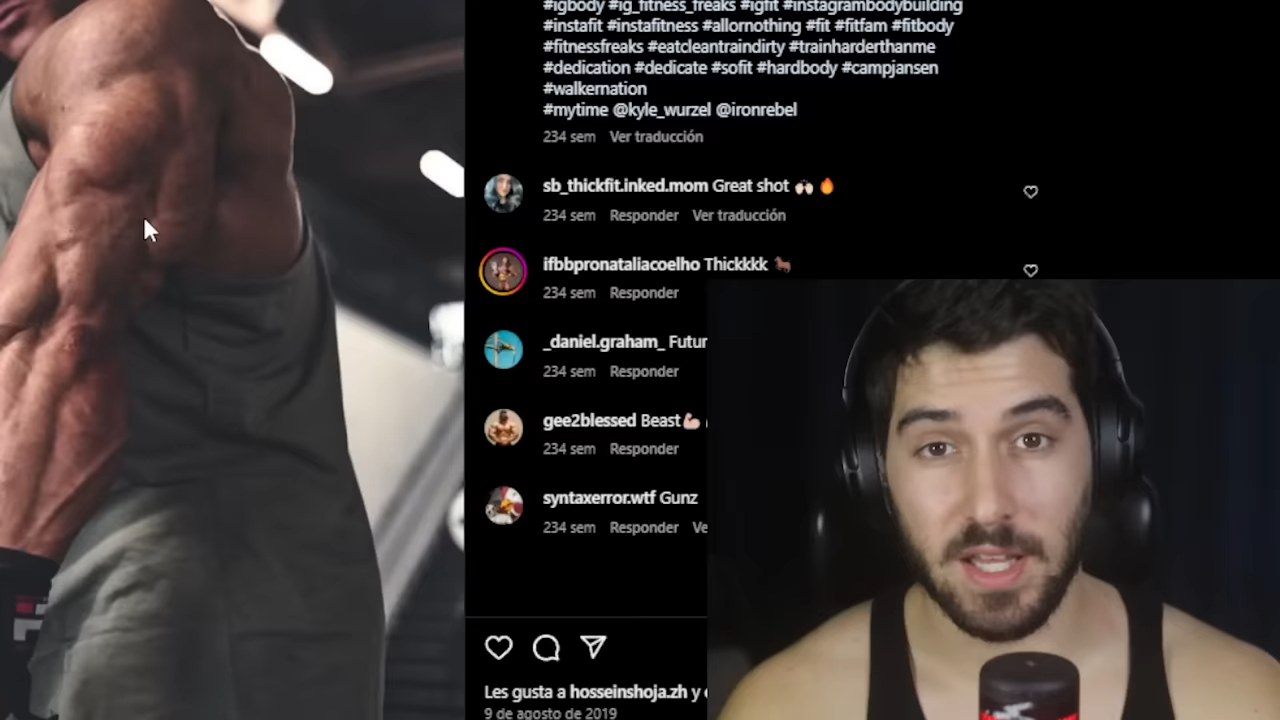 #igbody #ig_fitness_freaks #igfit #instagrambodybuilding
#instafit #instafitness #allornothing #fit #fitfam #fitbody
#fitnessfreaks #eatcleantraindirty #trainharderthanme
#dedication #dedicate #sofit #hardbody #campjansen
#walkernation
#mytime @kyle_wurzel @ironrebel
234 sem Ver traducción
sb_thickfit.inked.mom Great shot 🙌🏻 🔥
234 sem Responder Ver traducción
ifbbpronataliacoelho Thickkkk 🐎
234 sem Responder
_daniel.graham_ Futur
234 sem Responder
gee2blessed Beast💪🏻
234 sem Responder
syntaxerror.wtf Gunz
234 sem Responder Ve
Les gusta a hosseinshoja.zh y
9 de agosto de 2019